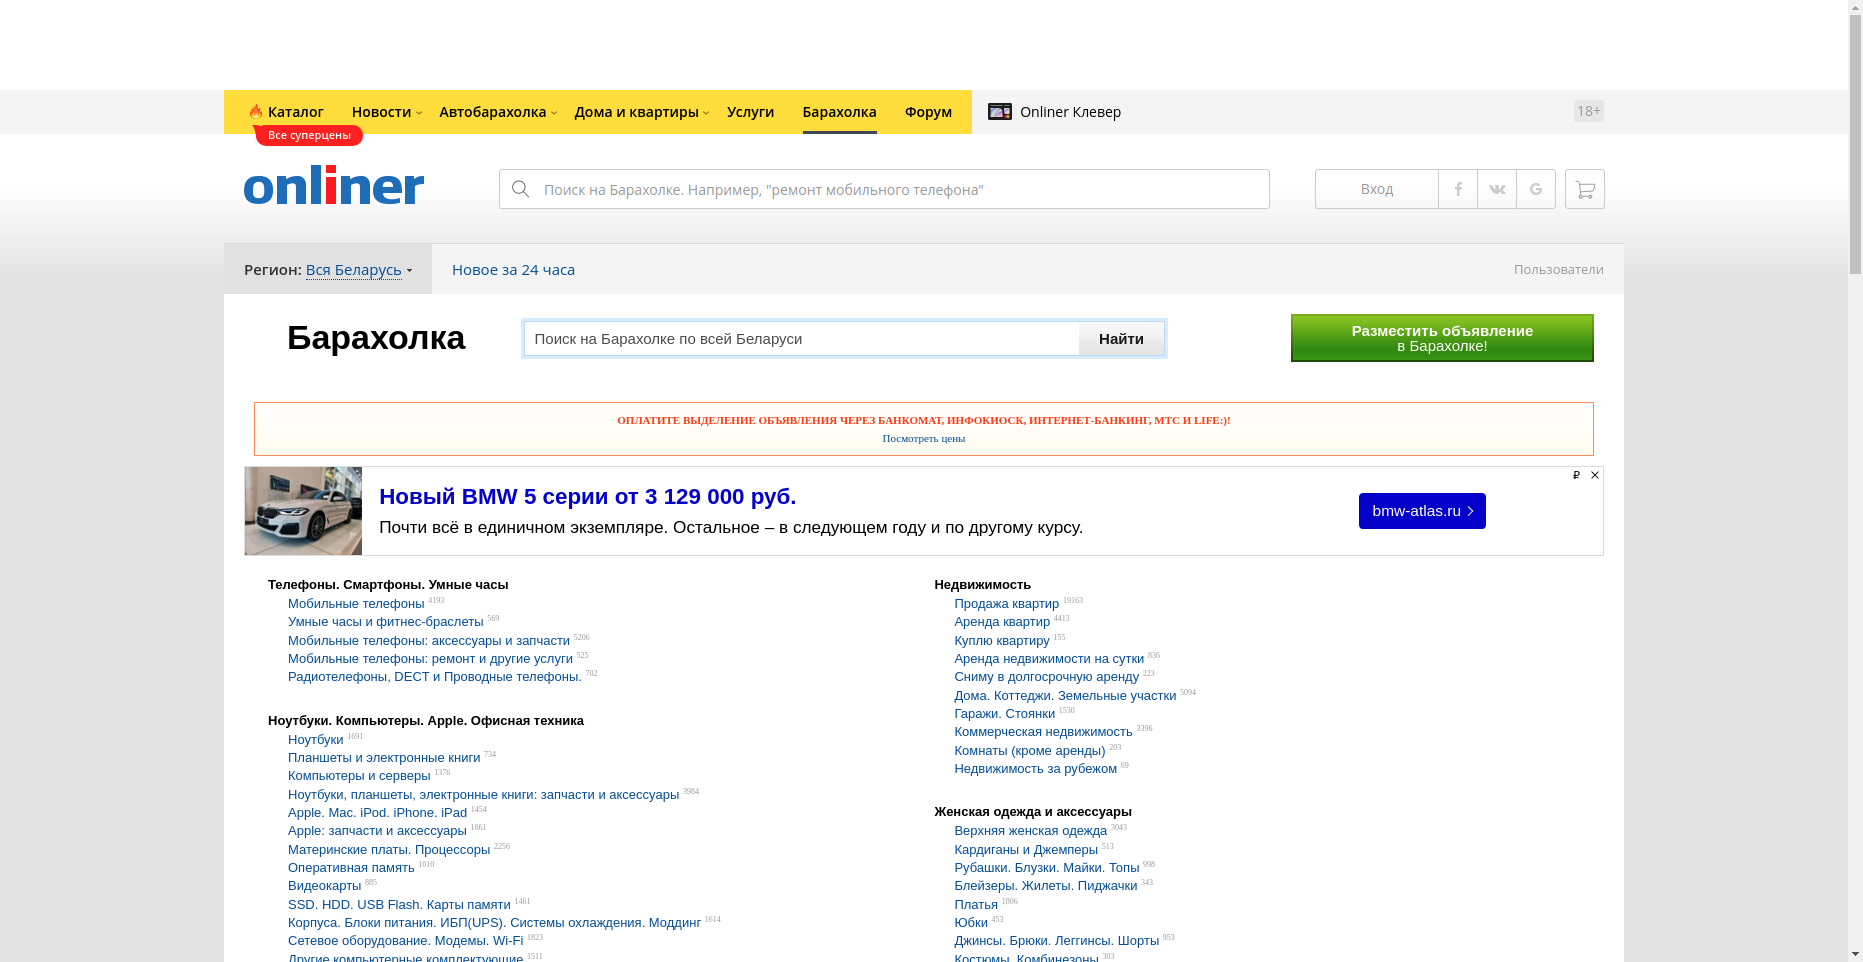 Каталог Новости Автобарахолка Дома и квартиры Услуги Барахолка Форум Onliner Клевер 18+
Все суперцены
onliner
Поиск на Барахолке. Например, "ремонт мобильного телефона"
Вход
Регион: Вся Беларусь Новое за 24 часа Пользователи
Барахолка
Поиск на Барахолке по всей Беларуси Найти
Разместить объявление
в Барахолке!
ОПЛАТИТЕ ВЫДЕЛЕНИЕ ОБЪЯВЛЕНИЯ ЧЕРЕЗ БАНКОМАТ, ИНФОКИОСК, ИНТЕРНЕТ-БАНКИНГ, МТС И LIFE:)!
Посмотреть цены
Новый BMW 5 серии от 3 129 000 руб.
Почти всё в единичном экземпляре. Остальное – в следующем году и по другому курсу.
bmw-atlas.ru
₽
Телефоны. Смартфоны. Умные часы
Мобильные телефоны 4193
Умные часы и фитнес-браслеты 569
Мобильные телефоны: аксессуары и запчасти 5206
Мобильные телефоны: ремонт и другие услуги 525
Радиотелефоны, DECT и Проводные телефоны. 702
Ноутбуки. Компьютеры. Apple. Офисная техника
Ноутбуки 1691
Планшеты и электронные книги 734
Компьютеры и серверы 1376
Ноутбуки, планшеты, электронные книги: запчасти и аксессуары 3984
Apple. Mac. iPod. iPhone. iPad 1454
Apple: запчасти и аксессуары 1061
Материнские платы. Процессоры 2256
Оперативная память 1010
Видеокарты 885
SSD. HDD. USB Flash. Карты памяти 1461
Корпуса. Блоки питания. ИБП(UPS). Системы охлаждения. Моддинг 1614
Сетевое оборудование. Модемы. Wi-Fi 1823
Другие компьютерные комплектующие 1511
Недвижимость
Продажа квартир 19163
Аренда квартир 4413
Куплю квартиру 155
Аренда недвижимости на сутки 836
Сниму в долгосрочную аренду 223
Дома. Коттеджи. Земельные участки 5094
Гаражи. Стоянки 1530
Коммерческая недвижимость 3396
Комнаты (кроме аренды) 203
Недвижимость за рубежом 69
Женская одежда и аксессуары
Верхняя женская одежда 3043
Кардиганы и Джемперы 513
Рубашки. Блузки. Майки. Топы 998
Блейзеры. Жилеты. Пиджачки 343
Платья 1806
Юбки 453
Джинсы. Брюки. Леггинсы. Шорты 953
Костюмы. Комбинезоны 303